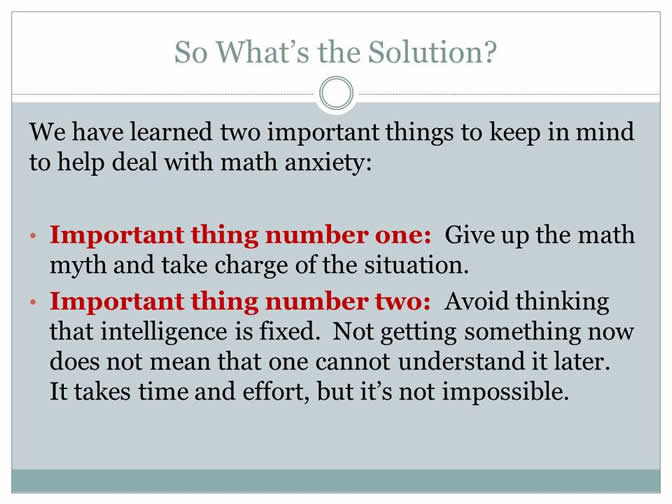 So What's the Solution?
We have learned two important things to keep in mind
to help deal with math anxiety:
• Important thing number one:  Give up the math
myth and take charge of the situation.
• Important thing number two:  Avoid thinking
that intelligence is fixed.  Not getting something now
does not mean that one cannot understand it later.
It takes time and effort, but it's not impossible.